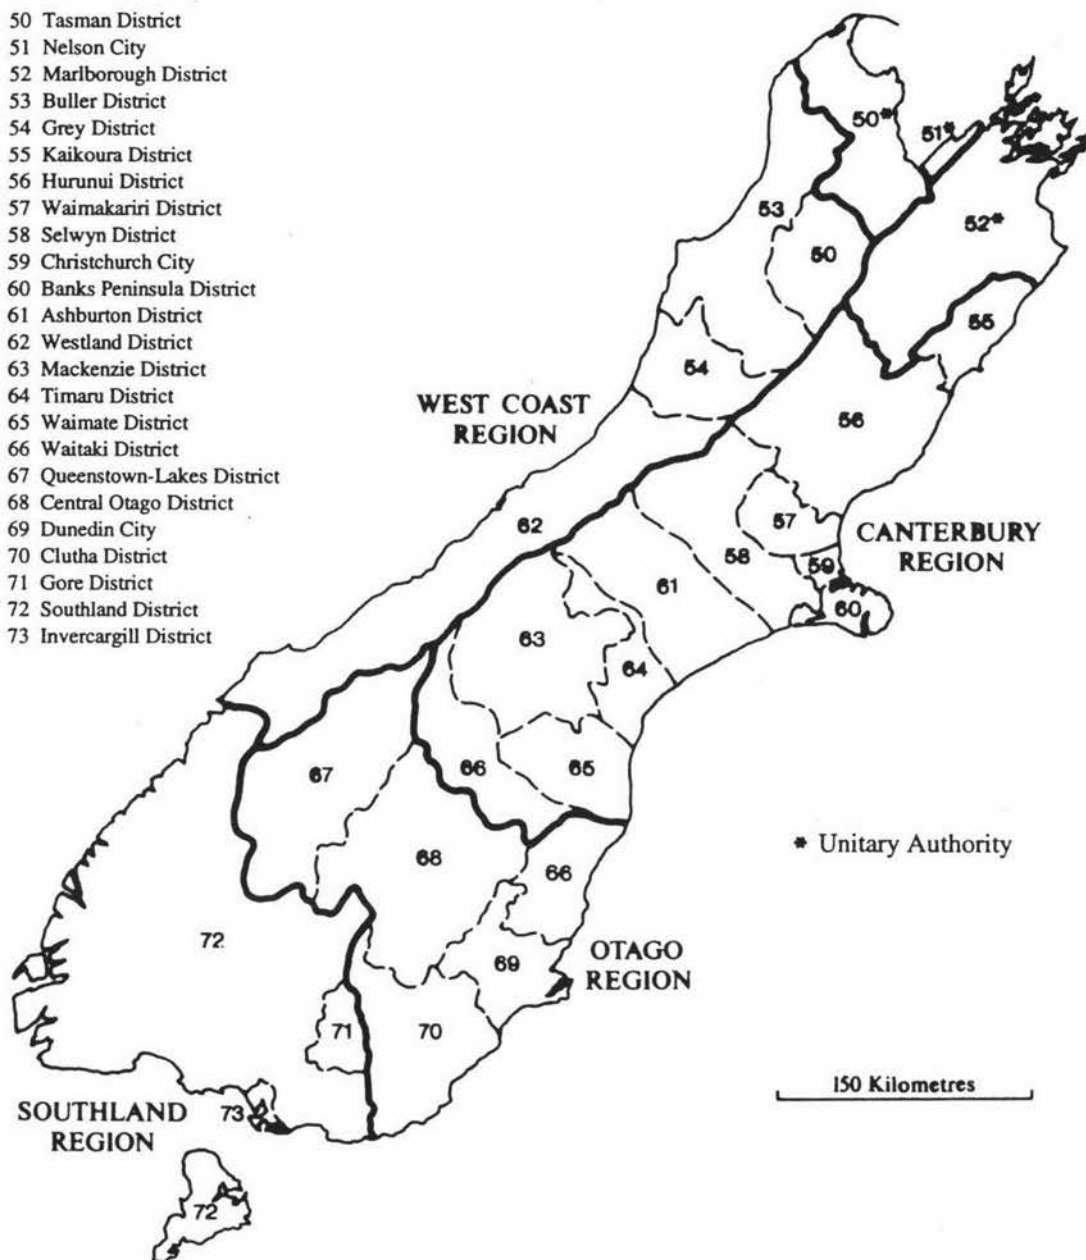 50 Tasman District
51 Nelson City
52 Marlborough District
53 Buller District
54 Grey District
55 Kaikoura District
56 Hurunui District
57 Waimakariri District
58 Selwyn District
59 Christchurch City
60 Banks Peninsula District
61 Ashburton District
62 Westland District
63 Mackenzie District
64 Timaru District
65 Waimate District
66 Waitaki District
67 Queenstown-Lakes District
68 Central Otago District
69 Dunedin City
70 Clutha District
71 Gore District
72 Southland District
73 Invercargill District
50*
51*
53
52*
50
55
54
WEST COAST
REGION
56
57
62
58
59
CANTERBURY
REGION
61
60
63
64
67
66
65
* Unitary Authority
68
66
72
69
OTAGO
REGION
71
70
150 Kilometres
SOUTHLAND
REGION
73
72